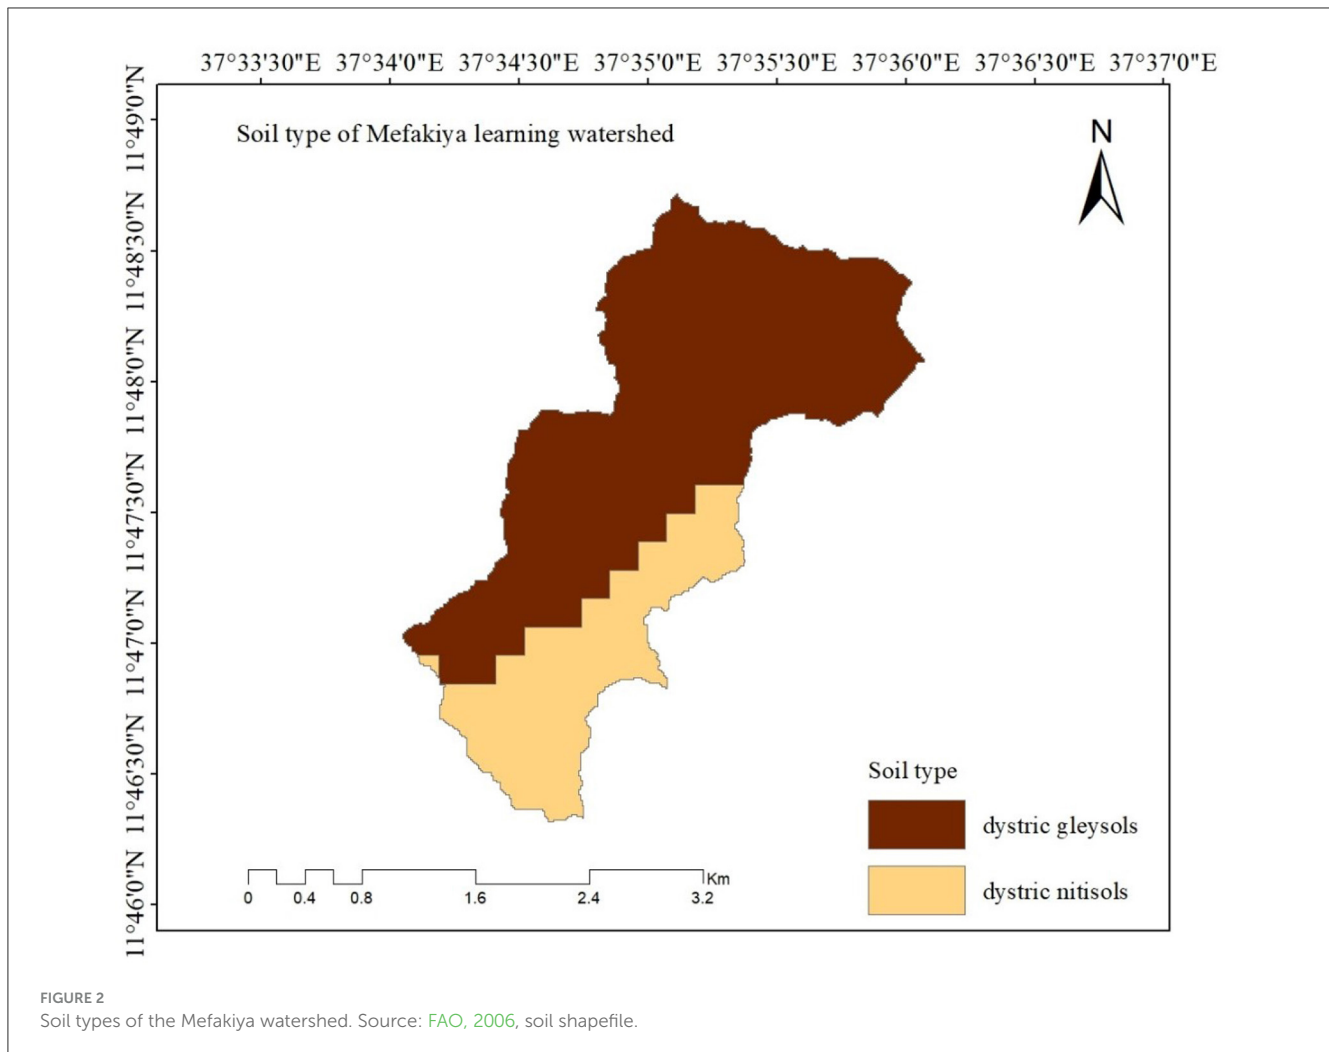 37°33'30"E 37°34'0"E 37°34'30"E 37°35'0"E 37°35'30"E 37°36'0"E 37°36'30"E 37°37'0"E
11°49'0"N
11°48'30"N
11°48'0"N
11°47'30"N
11°47'0"N
11°46'30"N
11°46'0"N
Soil type of Mefakiya learning watershed
N
Soil type
dystric gleysols
dystric nitisols
Km
0 0.4 0.8 1.6 2.4 3.2
FIGURE 2
Soil types of the Mefakiya watershed. Source: FAO, 2006, soil shapefile.